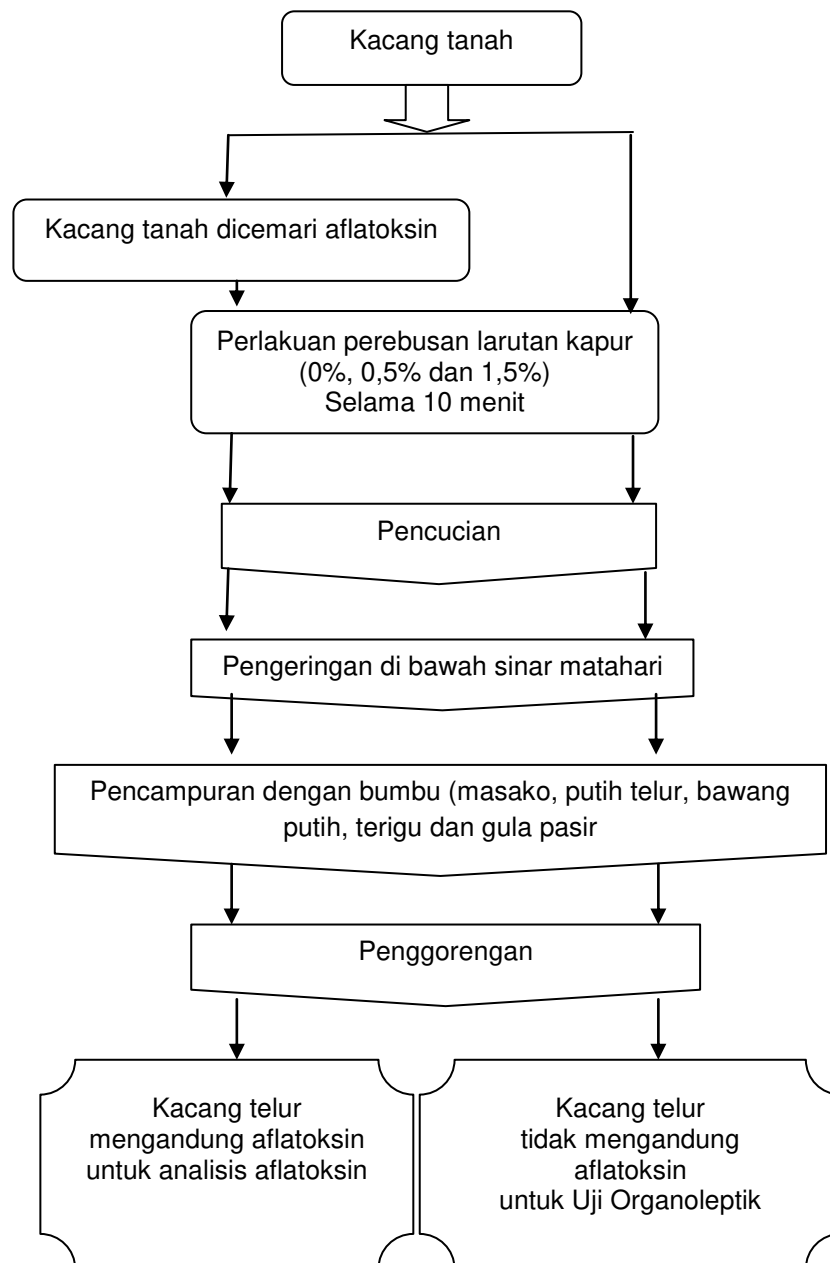 Kacang tanah
Kacang tanah dicemari aflatoksin
Perlakuan perebusan larutan kapur
(0%, 0,5% dan 1,5%)
Selama 10 menit
Pencucian
Pengeringan di bawah sinar matahari
Pencampuran dengan bumbu (masako, putih telur, bawang
putih, terigu dan gula pasir
Penggorengan
Kacang telur
mengandung aflatoksin
untuk analisis aflatoksin
Kacang telur
tidak mengandung
aflatoksin
untuk Uji Organoleptik